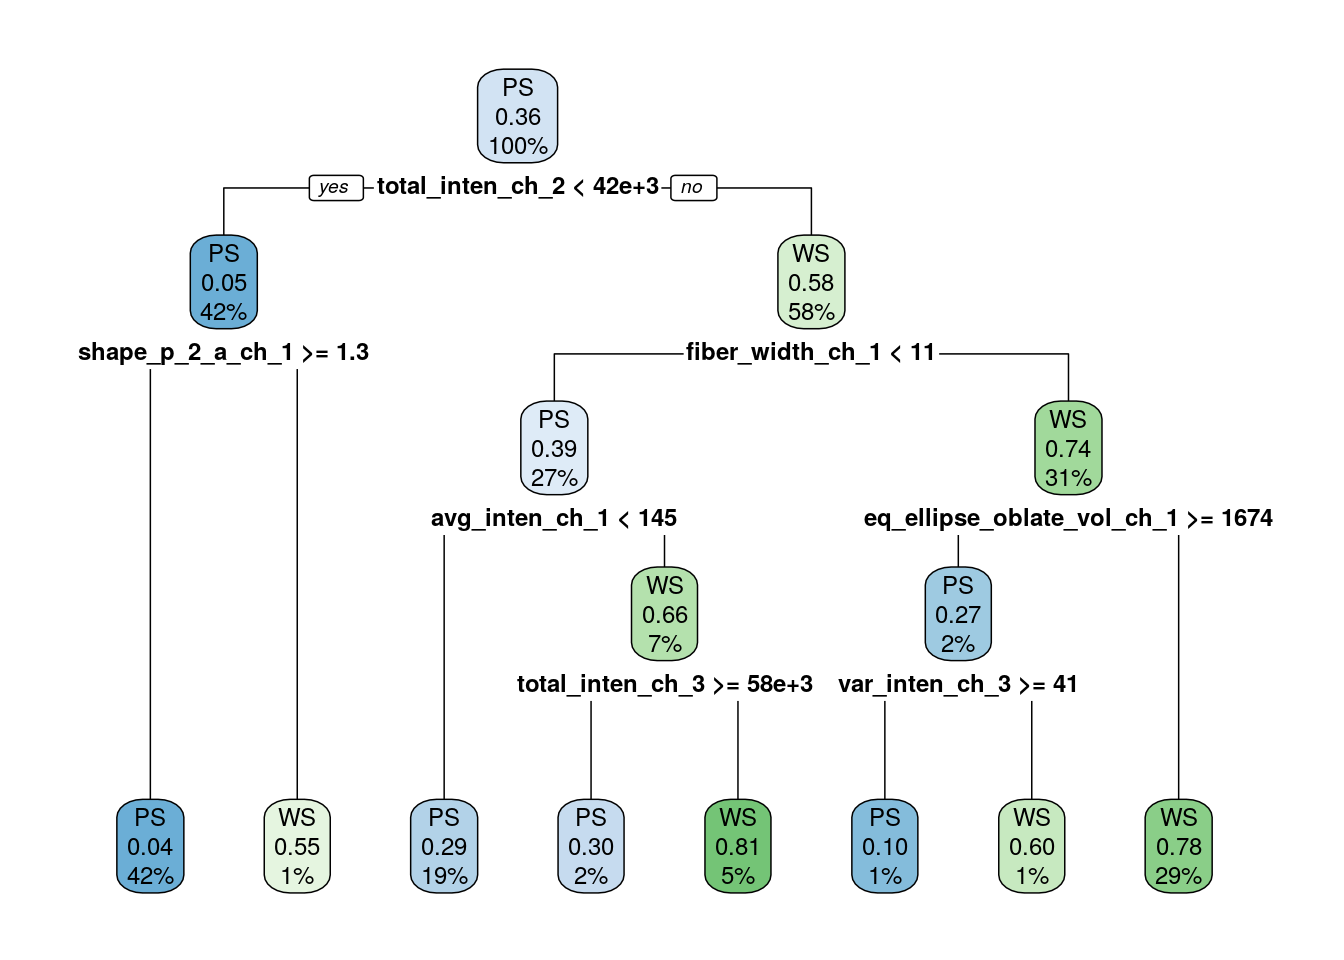 PS
0.36
100%
yes
total_inten_ch_2 < 42e+3
no
PS
0.05
42%
WS
0.58
58%
shape_p_2_a_ch_1 >= 1.3
fiber_width_ch_1 < 11
PS
0.39
27%
WS
0.74
31%
avg_inten_ch_1 < 145
eq_ellipse_oblate_vol_ch_1 >= 1674
WS
0.66
7%
PS
0.27
2%
total_inten_ch_3 >= 58e+3
var_inten_ch_3 >= 41
PS
0.04
42%
WS
0.55
1%
PS
0.29
19%
PS
0.30
2%
WS
0.81
5%
PS
0.10
1%
WS
0.60
1%
WS
0.78
29%